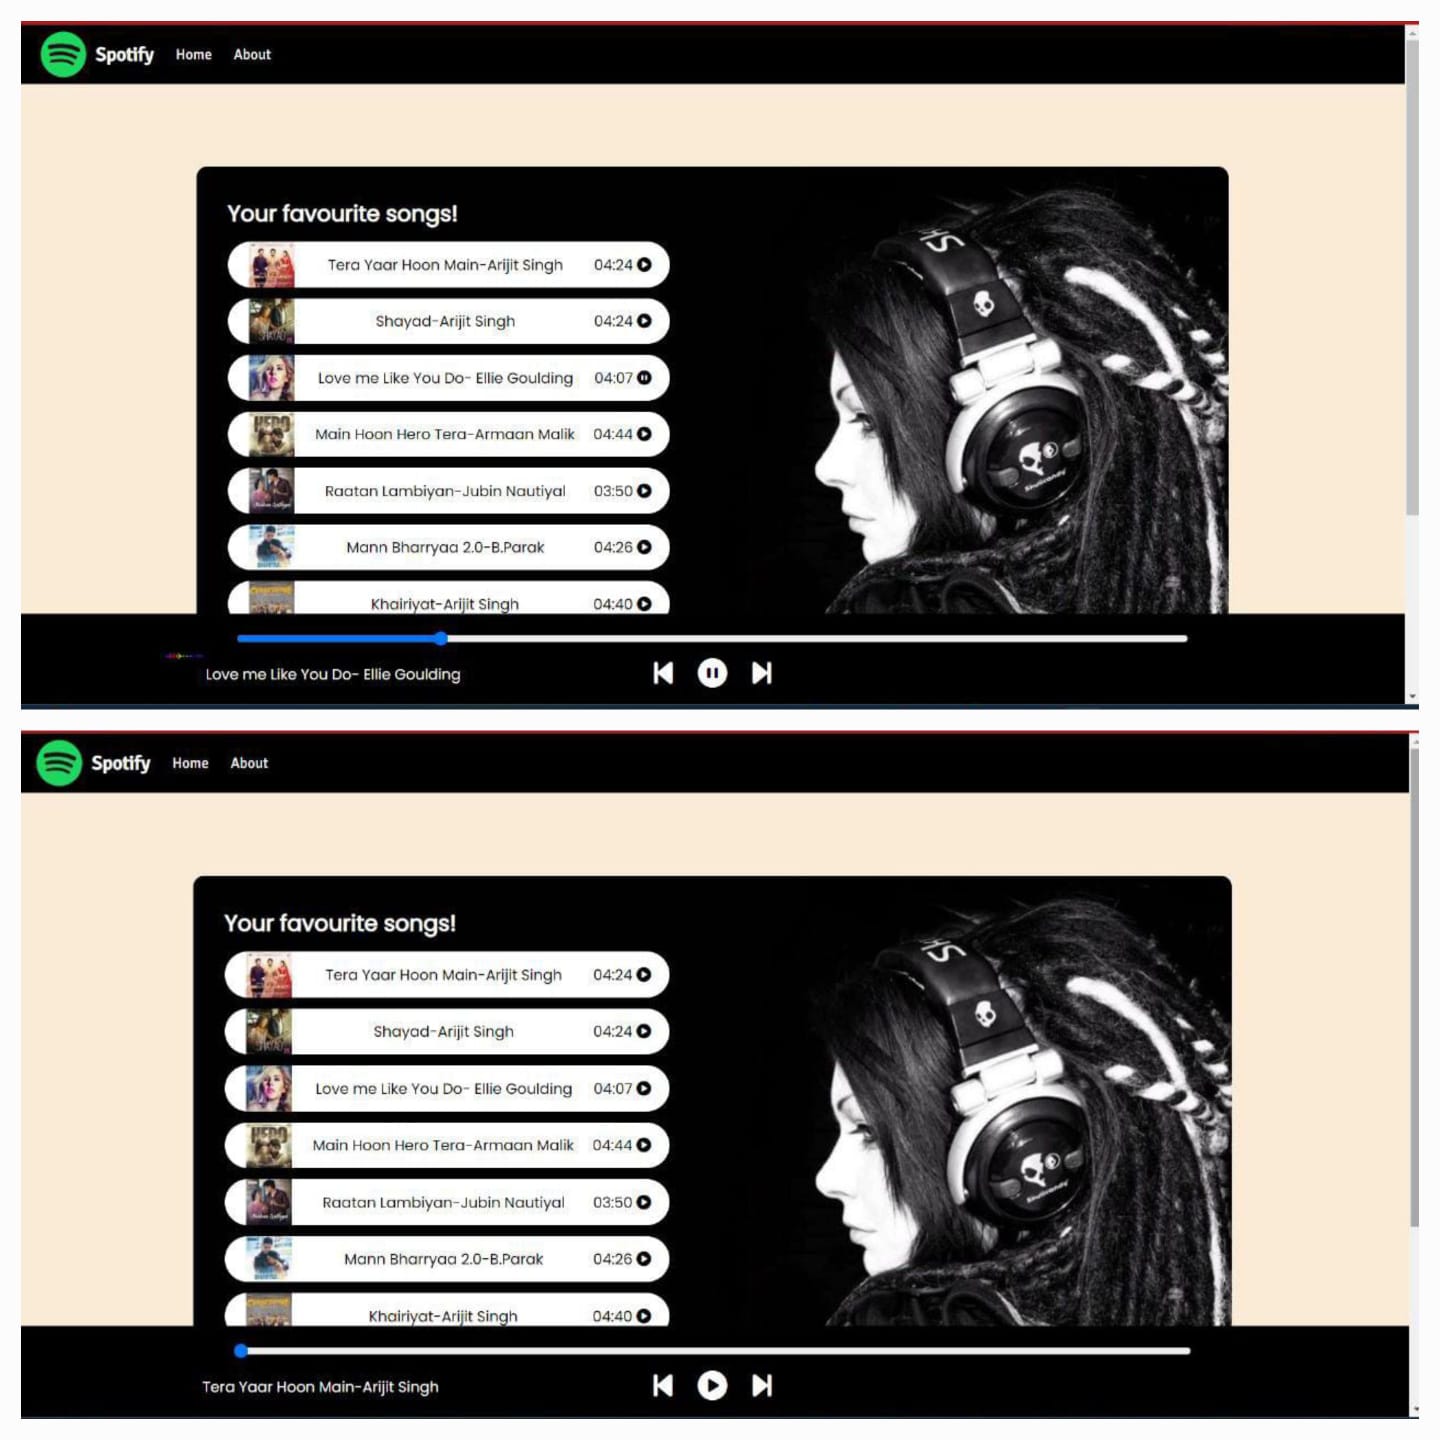 Spotify Home About
Your favourite songs!
Tera Yaar Hoon Main-Arijit Singh 04:24
Shayad-Arijit Singh 04:24
Love me Like You Do- Ellie Goulding 04:07
HERO
Main Hoon Hero Tera-Armaan Malik 04:44
Raatan Lambiyan-Jubin Nautiyal 03:50
Mann Bharryaa 2.0-B.Parak 04:26
Khairiyat-Arijit Singh 04:40
Skullcandy
Love me Like You Do- Ellie Goulding
Spotify Home About
Your favourite songs!
Tera Yaar Hoon Main-Arijit Singh 04:24
Shayad-Arijit Singh 04:24
Love me Like You Do- Ellie Goulding 04:07
HERO
Main Hoon Hero Tera-Armaan Malik 04:44
Raatan Lambiyan-Jubin Nautiyal 03:50
Mann Bharryaa 2.0-B.Parak 04:26
Khairiyat-Arijit Singh 04:40
Skullcandy
Tera Yaar Hoon Main-Arijit Singh